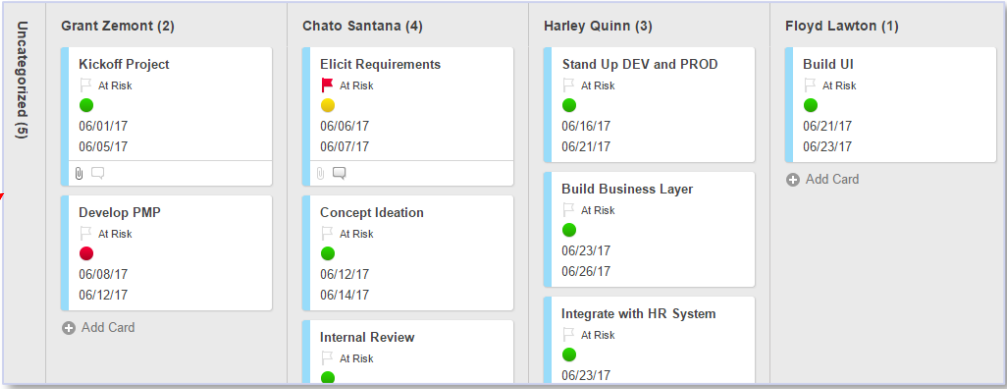 Uncategorized (5)
Grant Zemont (2)
Kickoff Project
At Risk
06/01/17
06/05/17
Develop PMP
At Risk
06/08/17
06/12/17
Add Card
Chato Santana (4)
Elicit Requirements
At Risk
06/06/17
06/07/17
Concept Ideation
At Risk
06/12/17
06/14/17
Internal Review
At Risk
Harley Quinn (3)
Stand Up DEV and PROD
At Risk
06/16/17
06/21/17
Build Business Layer
At Risk
06/23/17
06/26/17
Integrate with HR System
At Risk
06/23/17
Floyd Lawton (1)
Build UI
At Risk
06/21/17
06/23/17
Add Card